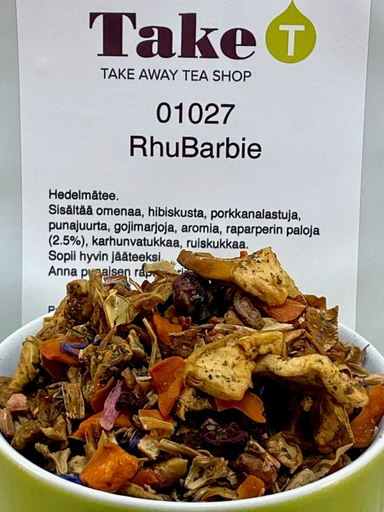 Take T
TAKE AWAY TEA SHOP
01027
RhuBarbie
Hedelmätee.
Sisältää omenaa, hibiskusta, porkkanalastuja,
punajuurta, gojimarjoja, aromia, raparperin paloja
(2.5%), karhunvatukkaa, ruiskukkaa.
Sopii hyvin jääteeksi.
Anna punaisen